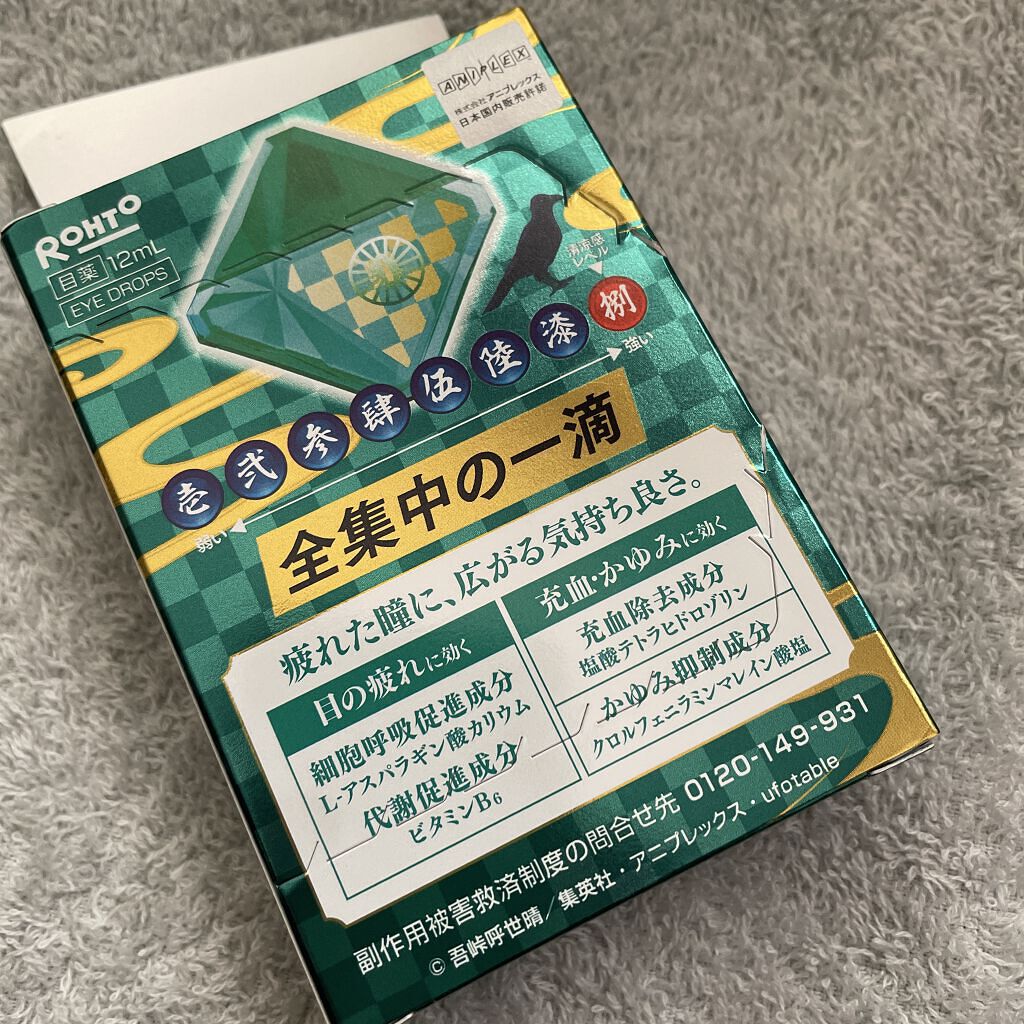 ANIPLEX
株式会社アニプレックス
日本国内販売許諾
ROHTO
目薬 12mL
EYE DROPS
清涼感
レベル
壱 弐 参 肆 伍 陸 漆 捌
弱い 強い
全集中の一滴
疲れた瞳に、広がる気持ち良さ。
目の疲れに効く
細胞呼吸促進成分
L-アスパラギン酸カリウム
代謝促進成分
ビタミンB6
充血・かゆみに効く
充血除去成分
塩酸テトラヒドロゾリン
かゆみ抑制成分
クロルフェニラミンマレイン酸塩
副作用被害救済制度の問合せ先 0120-149-931
© 吾峠呼世晴／集英社・アニプレックス・ufotable